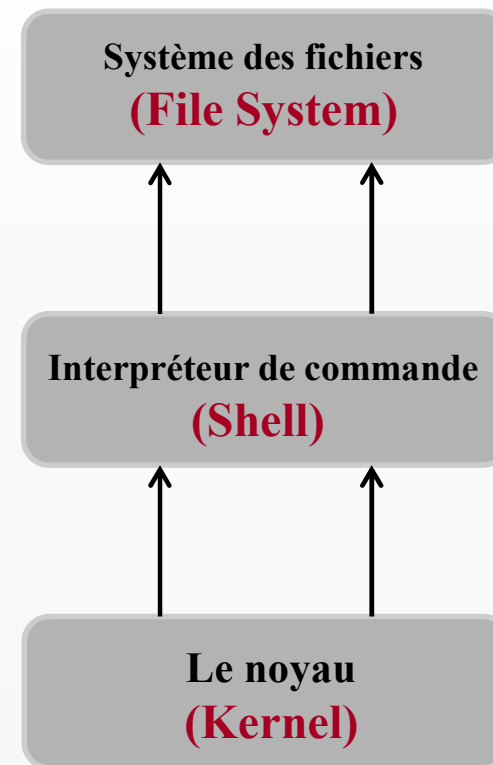 Système des fichiers
(File System)
Interpréteur de commande
(Shell)
Le noyau
(Kernel)